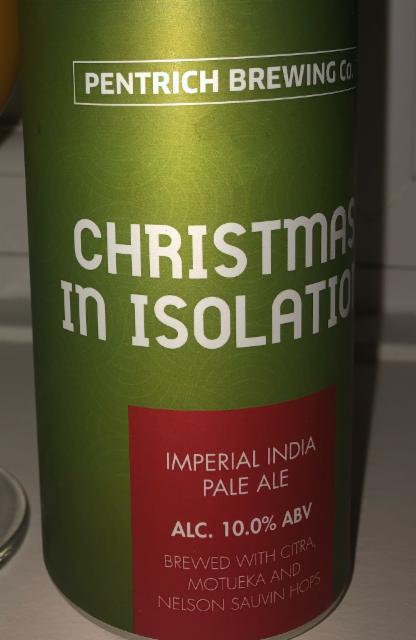 PENTRICH BREWING Co.
CHRISTMAS
IN ISOLATION
IMPERIAL INDIA
PALE ALE
ALC. 10.0% ABV
BREWED WITH CITRA,
MOTUEKA AND
NELSON SAUVIN HOPS